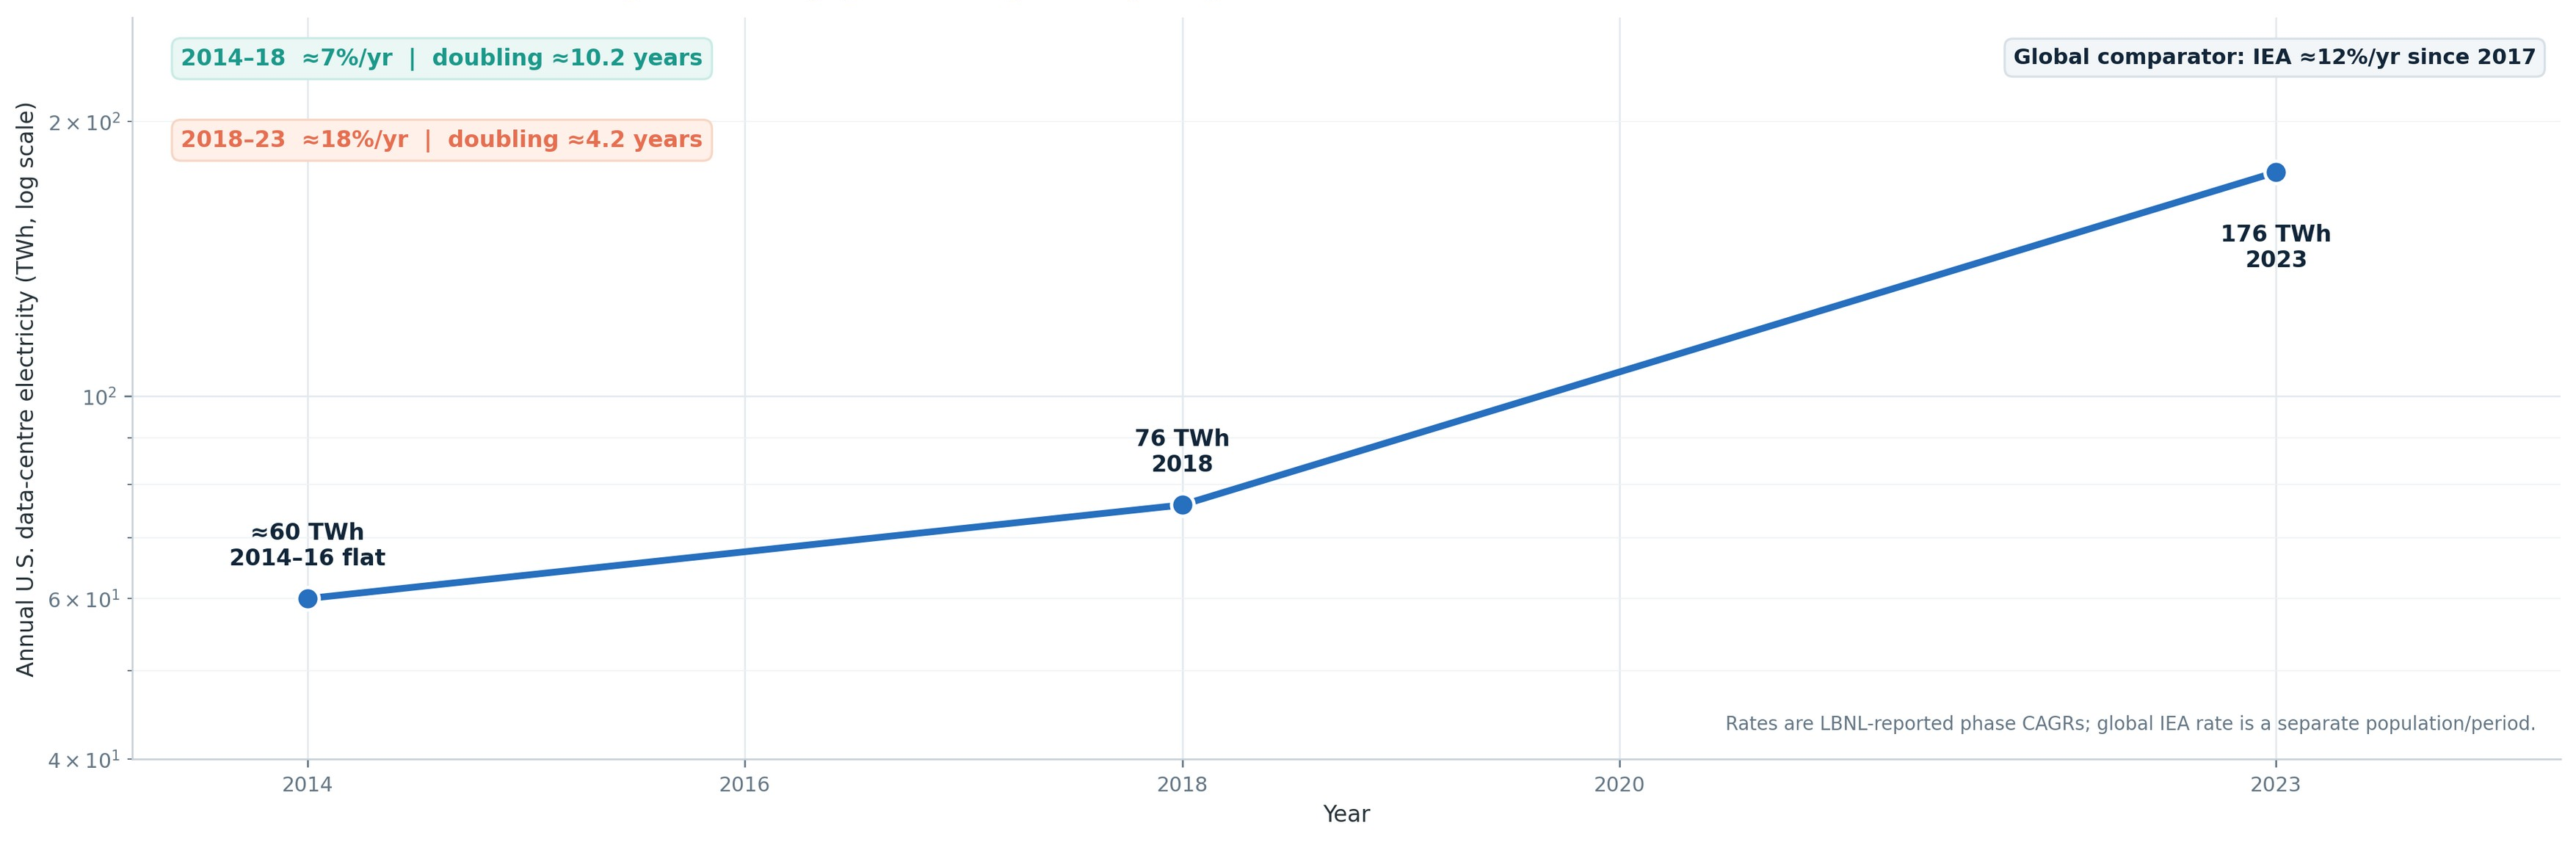 2014–18  ≈7%/yr  |  doubling ≈10.2 years
2018–23  ≈18%/yr  |  doubling ≈4.2 years
Global comparator: IEA ≈12%/yr since 2017
Annual U.S. data-centre electricity (TWh, log scale)
2 × 10²
10²
6 × 10¹
4 × 10¹
176 TWh
2023
76 TWh
2018
≈60 TWh
2014–16 flat
Rates are LBNL-reported phase CAGRs; global IEA rate is a separate population/period.
2014 2016 2018 2020 2023
Year